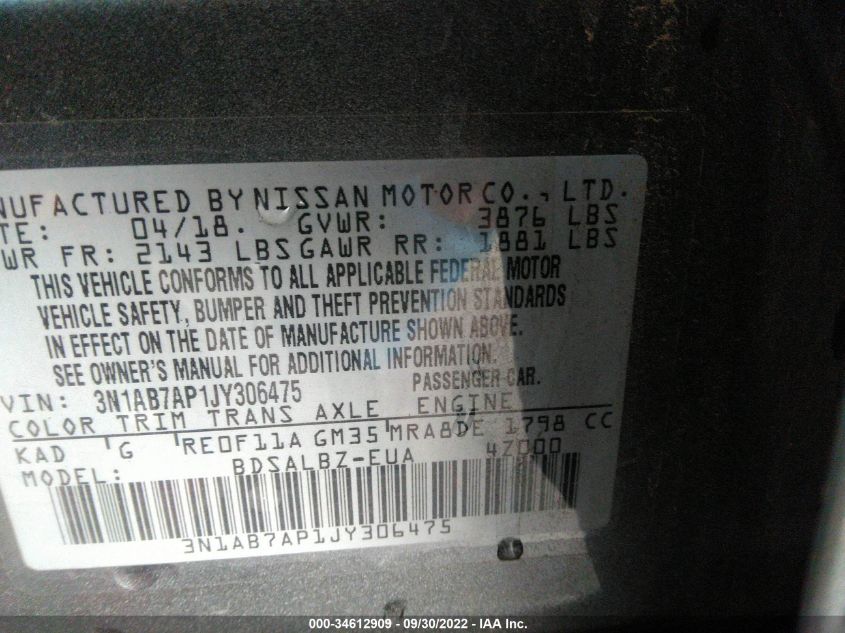 NUFACTURED BY NISSAN MOTOR CO., LTD.
TE: 04/18. GVWR: 3876 LBS
WR FR: 2143 LBS GAWR RR: 1881 LBS
THIS VEHICLE CONFORMS TO ALL APPLICABLE FEDERAL MOTOR
VEHICLE SAFETY, BUMPER AND THEFT PREVENTION STANDARDS
IN EFFECT ON THE DATE OF MANUFACTURE SHOWN ABOVE.
SEE OWNER'S MANUAL FOR ADDITIONAL INFORMATION.
VIN: 3N1AB7AP1JY306475 PASSENGER CAR.
COLOR TRIM TRANS AXLE ENGINE
KAD G RE0F11A GM35 MRA8DE 1798 CC
MODEL: BDSALBZ-EUA 4Z000
3N1AB7AP1JY306475
000-34612909 - 09/30/2022 - IAA Inc.